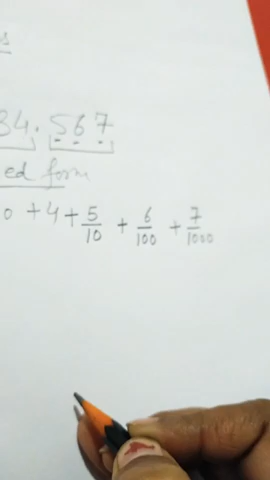 34.567
ed form
0 + 4 + 5/10 + 6/100 + 7/1000